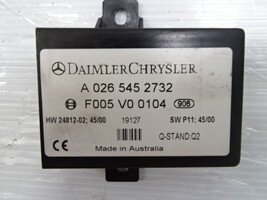 DAIMLERCHRYSLER
A 026 545 2732
F005 V0 0104 906
HW 24812-02; 45/00 19127 SW P11; 45/00
Q-STAND:Q2
CE Made in Australia